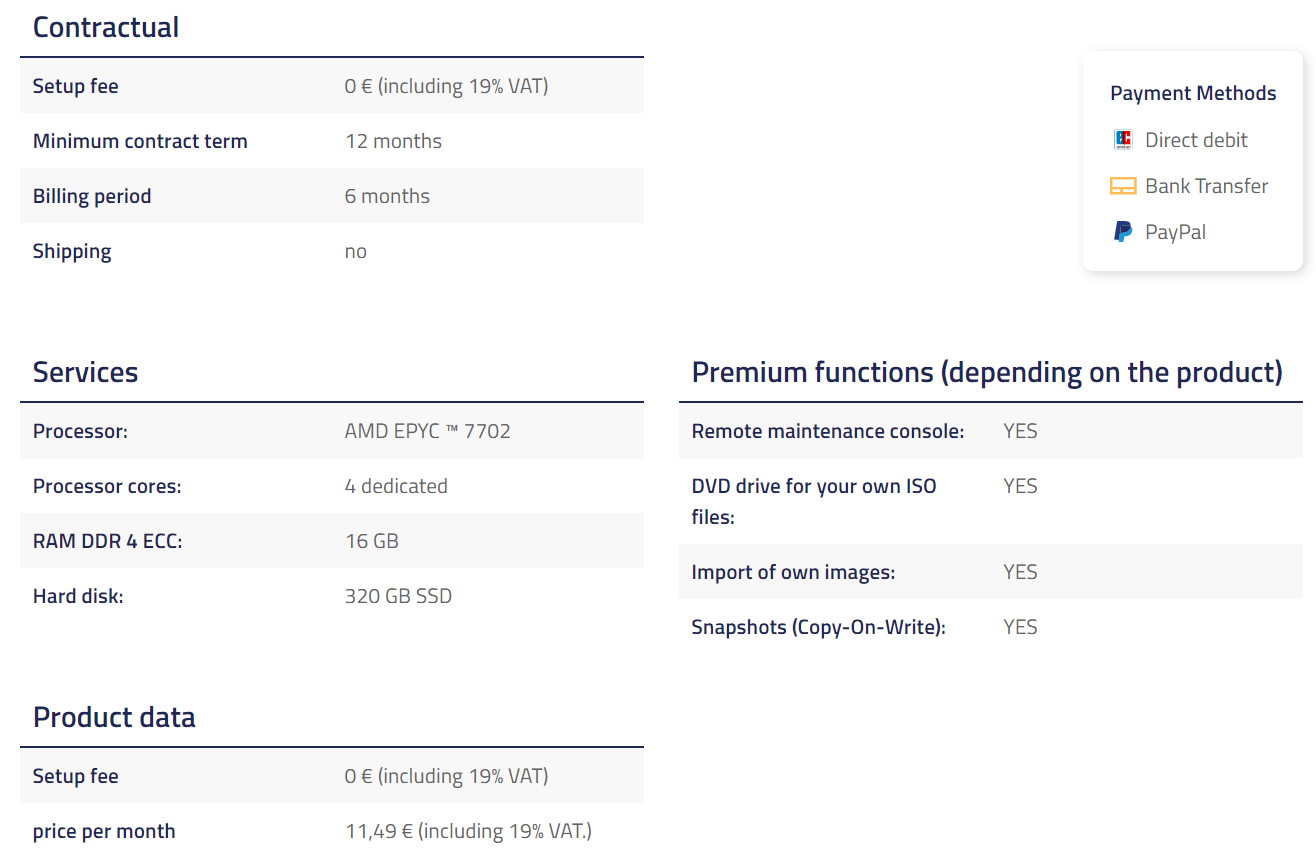 Contractual
Setup fee 0 € (including 19% VAT)
Minimum contract term 12 months
Billing period 6 months
Shipping no
Payment Methods
Direct debit
Bank Transfer
PayPal
Services
Processor: AMD EPYC ™ 7702
Processor cores: 4 dedicated
RAM DDR 4 ECC: 16 GB
Hard disk: 320 GB SSD
Premium functions (depending on the product)
Remote maintenance console: YES
DVD drive for your own ISO YES
files:
Import of own images: YES
Snapshots (Copy-On-Write): YES
Product data
Setup fee 0 € (including 19% VAT)
price per month 11,49 € (including 19% VAT.)